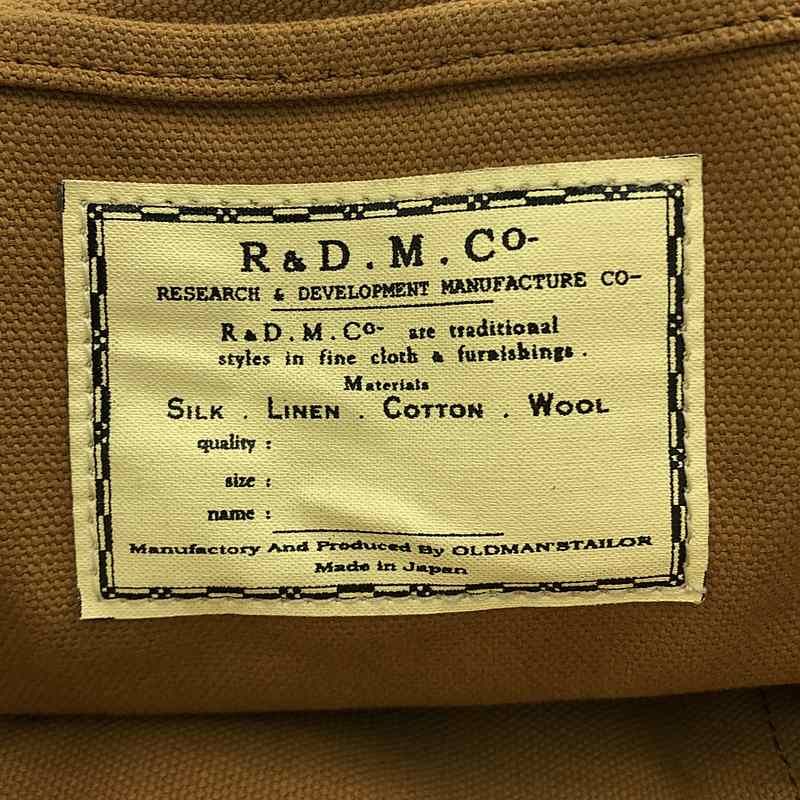 R & D . M . Co-
RESEARCH & DEVELOPMENT MANUFACTURE CO-
R & D . M . Co- are traditional
styles in fine cloth & furnishings .
Materials
SILK . LINEN . COTTON . WOOL
quality :
size :
name :
Manufactory And Produced By OLDMAN'STAILOR
Made in Japan